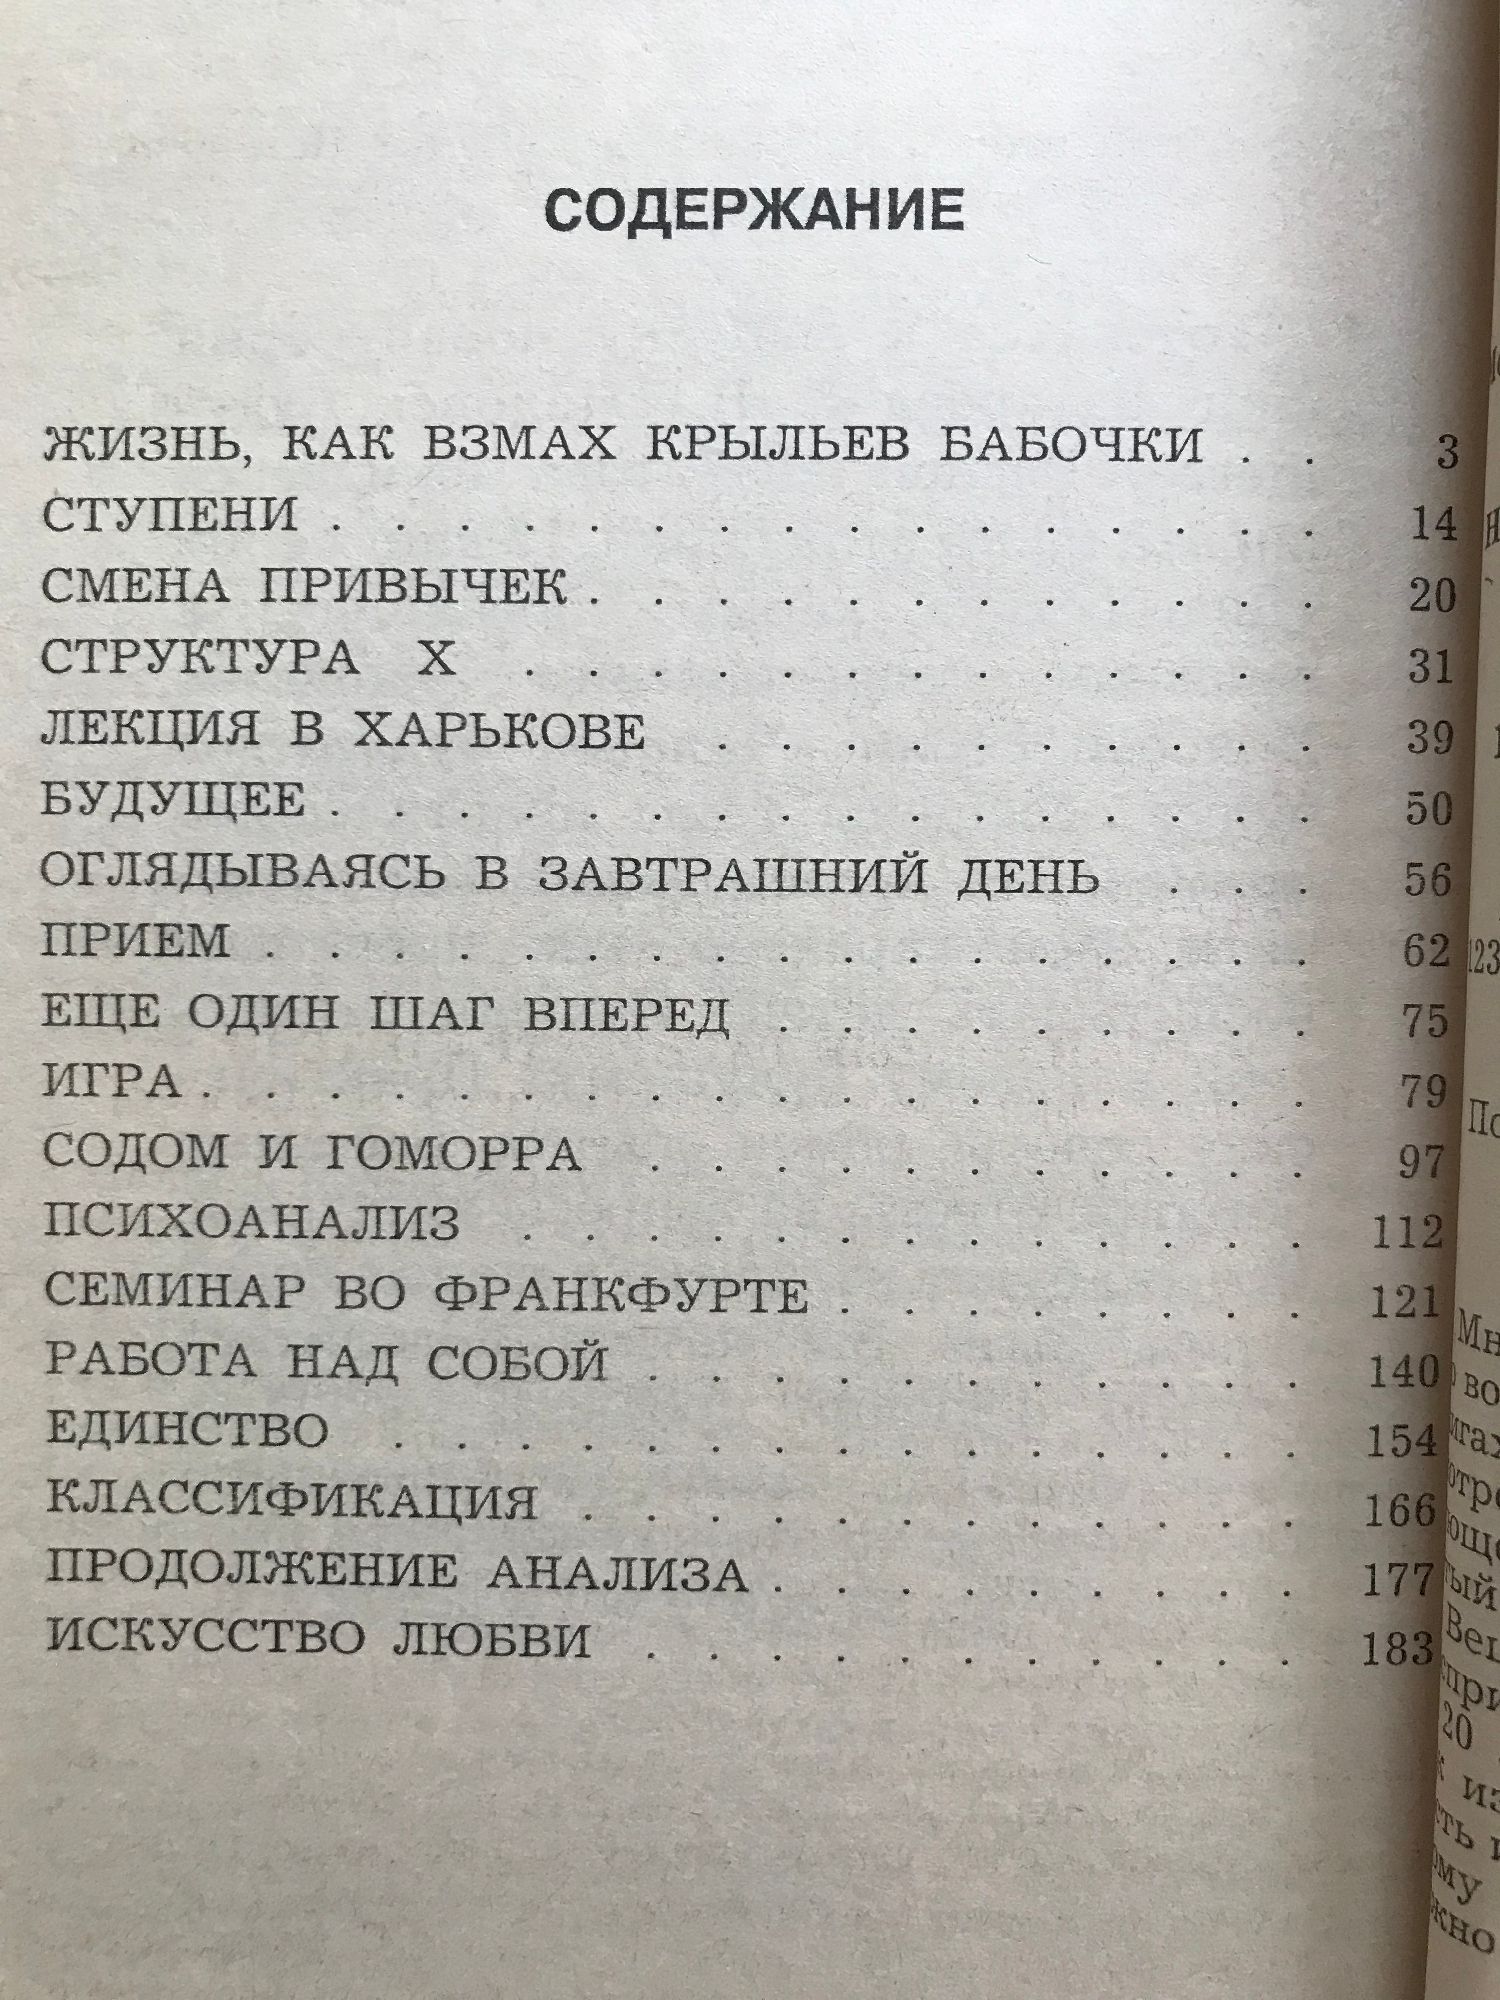 СОДЕРЖАНИЕ
ЖИЗНЬ, КАК ВЗМАХ КРЫЛЬЕВ БАБОЧКИ . . 3
СТУПЕНИ . . . . . . . . . . . . . . . . 14
СМЕНА ПРИВЫЧЕК . . . . . . . . . . . . 20
СТРУКТУРА X . . . . . . . . . . . . . 31
ЛЕКЦИЯ В ХАРЬКОВЕ . . . . . . . . . . 39
БУДУЩЕЕ . . . . . . . . . . . . . . . . 50
ОГЛЯДЫВАЯСЬ В ЗАВТРАШНИЙ ДЕНЬ . . . 56
ПРИЕМ . . . . . . . . . . . . . . . . . 62
ЕЩЕ ОДИН ШАГ ВПЕРЕД . . . . . . . . . 75
ИГРА . . . . . . . . . . . . . . . . . . 79
СОДОМ И ГОМОРРА . . . . . . . . . . . 97
ПСИХОАНАЛИЗ . . . . . . . . . . . . . 112
СЕМИНАР ВО ФРАНКФУРТЕ . . . . . . . . 121
РАБОТА НАД СОБОЙ . . . . . . . . . . . 140
ЕДИНСТВО . . . . . . . . . . . . . . . 154
КЛАССИФИКАЦИЯ . . . . . . . . . . . . 166
ПРОДОЛЖЕНИЕ АНАЛИЗА . . . . . . . . . 177
ИСКУССТВО ЛЮБВИ . . . . . . . . . . . 183
123
20